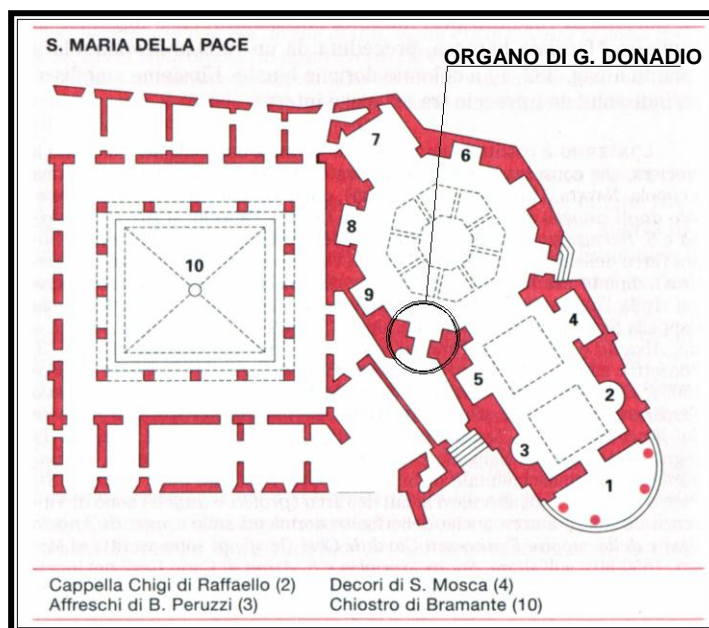 S. MARIA DELLA PACE
ORGANO DI G. DONADIO
7
6
8
10
9
4
5
2
3
1
Cappella Chigi di Raffaello (2)
Affreschi di B. Peruzzi (3)
Decori di S. Mosca (4)
Chiostro di Bramante (10)